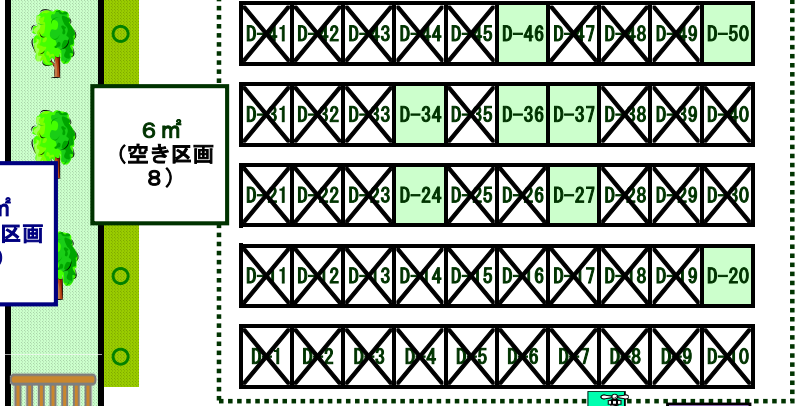 D-41 D-42 D-43 D-44 D-45 D-46 D-47 D-48 D-49 D-50
D-31 D-32 D-33 D-34 D-35 D-36 D-37 D-38 D-39 D-40
6㎡
(空き区画
8)
D-21 D-22 D-23 D-24 D-25 D-26 D-27 D-28 D-29 D-30
㎡
区画
)
D-11 D-12 D-13 D-14 D-15 D-16 D-17 D-18 D-19 D-20
D-1 D-2 D-3 D-4 D-5 D-6 D-7 D-8 D-9 D-10